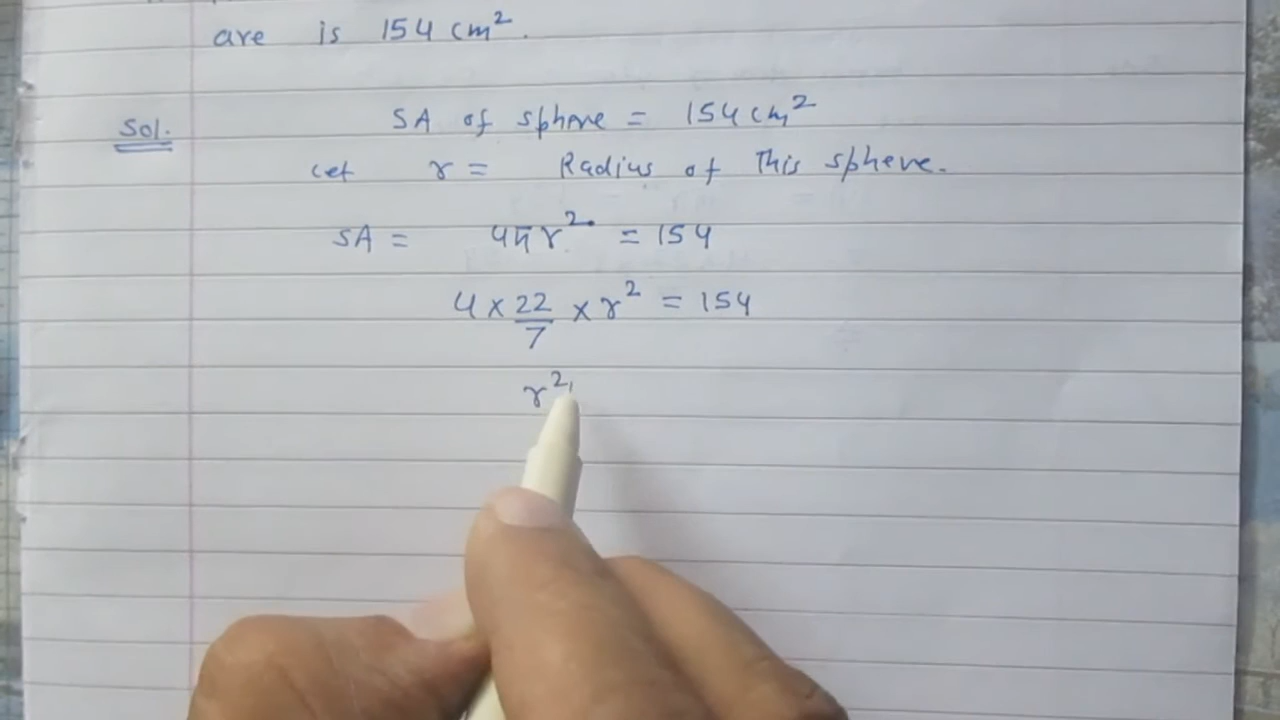 are is 154 cm².
Sol.
SA of sphere = 154 cm²
Let r = Radius of This sphere.
SA = 4πr² = 154
4 × 22/7 × r² = 154
r²